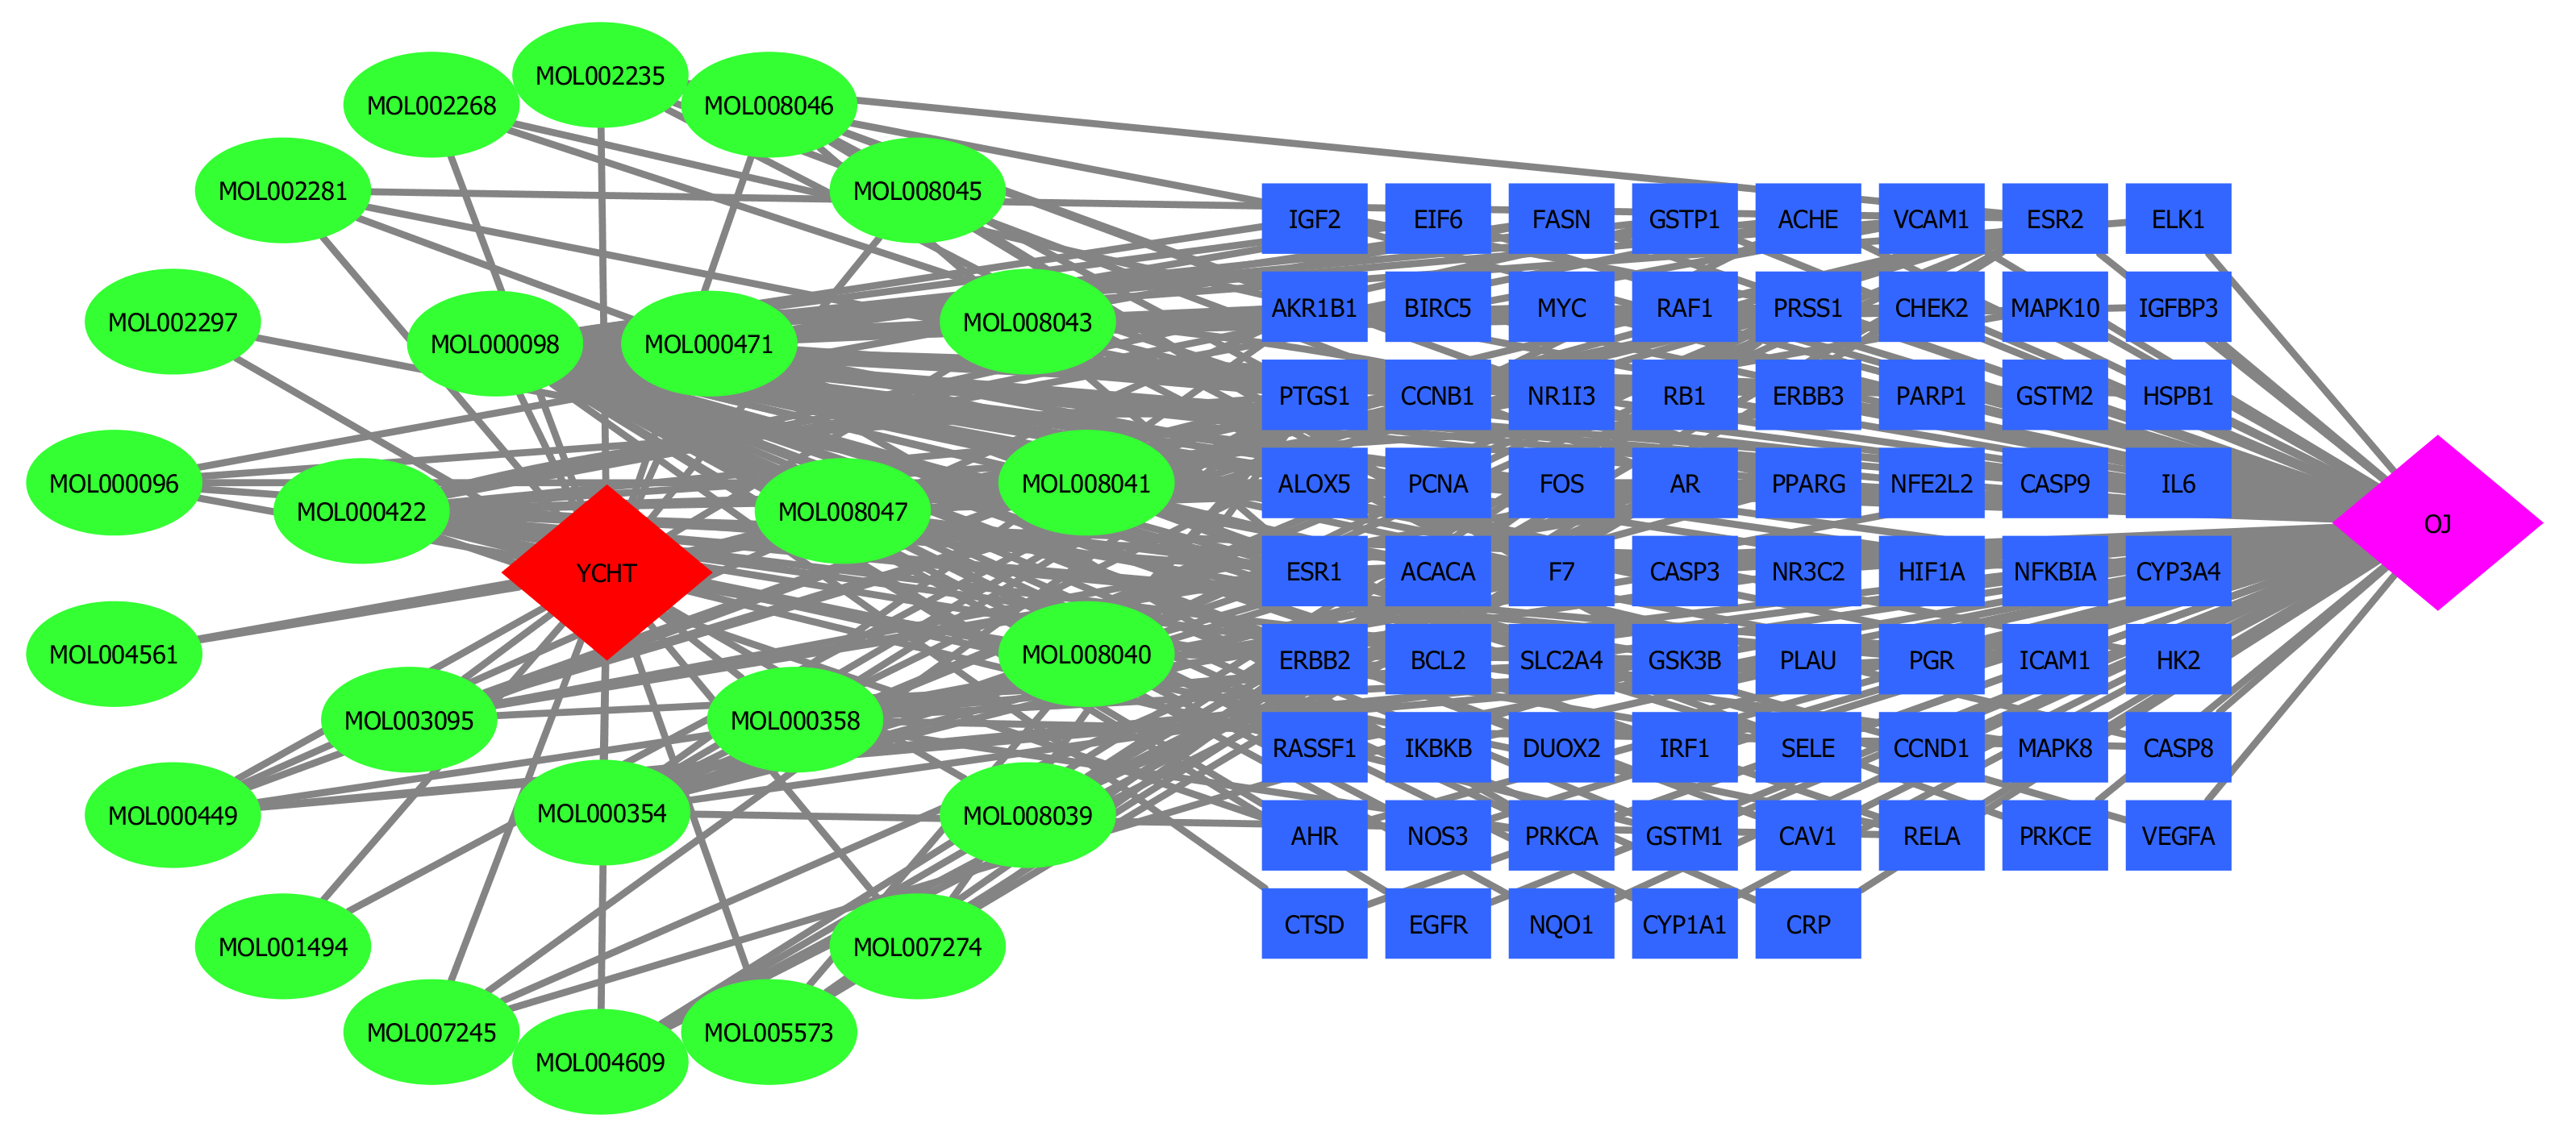 MOL002235
MOL002268
MOL008046
MOL002281
MOL008045
MOL002297
MOL008043
MOL000098
MOL000471
MOL000096
MOL008041
MOL000422
MOL008047
YCHT
MOL004561
MOL008040
MOL003095
MOL000358
MOL000449
MOL000354
MOL008039
MOL001494
MOL007274
MOL007245
MOL005573
MOL004609
IGF2 EIF6 FASN GSTP1 ACHE VCAM1 ESR2 ELK1
AKR1B1 BIRC5 MYC RAF1 PRSS1 CHEK2 MAPK10 IGFBP3
PTGS1 CCNB1 NR1I3 RB1 ERBB3 PARP1 GSTM2 HSPB1
ALOX5 PCNA FOS AR PPARG NFE2L2 CASP9 IL6
ESR1 ACACA F7 CASP3 NR3C2 HIF1A NFKBIA CYP3A4
ERBB2 BCL2 SLC2A4 GSK3B PLAU PGR ICAM1 HK2
RASSF1 IKBKB DUOX2 IRF1 SELE CCND1 MAPK8 CASP8
AHR NOS3 PRKCA GSTM1 CAV1 RELA PRKCE VEGFA
CTSD EGFR NQO1 CYP1A1 CRP
OJ